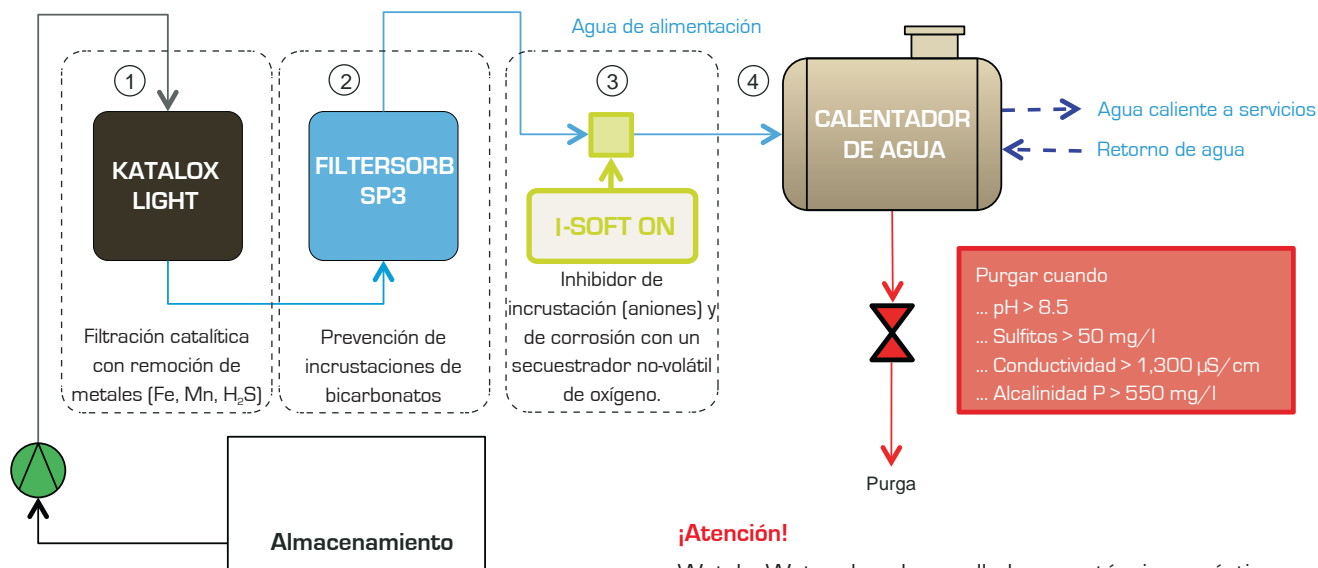 Agua de alimentación
1
2
3
4
KATALOX
LIGHT
FILTERSORB
SP3
I-SOFT ON
CALENTADOR
DE AGUA
Agua caliente a servicios
Retorno de agua
Filtración catalítica
con remoción de
metales (Fe, Mn, H₂S)
Prevención de
incrustaciones de
bicarbonatos
Inhibidor de
incrustación (aniones) y
de corrosión con un
secuestrador no-volátil
de oxígeno.
Purgar cuando
... pH > 8.5
... Sulfitos > 50 mg/l
... Conductividad > 1,300 µS/cm
... Alcalinidad P > 550 mg/l
Purga
Almacenamiento
¡Atención!